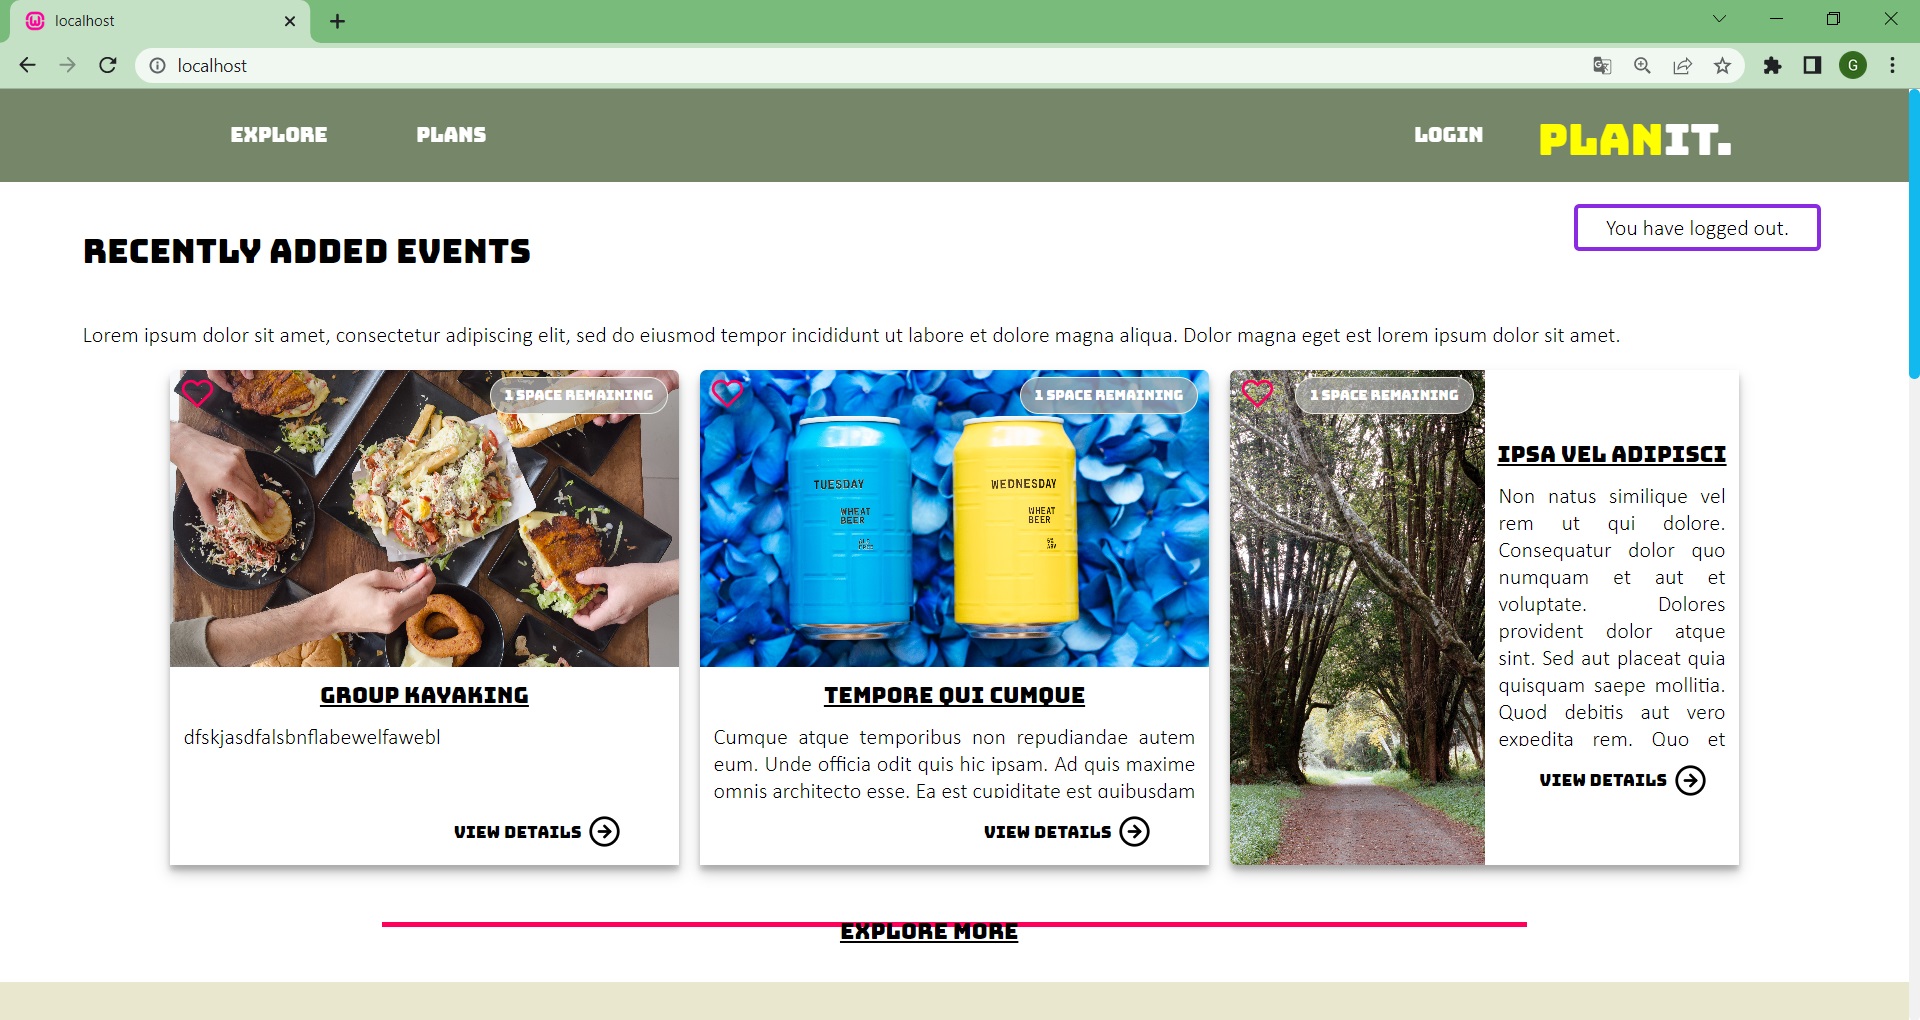 localhost
localhost
G
EXPLORE
PLANS
LOGIN
PLANIT.
You have logged out.
RECENTLY ADDED EVENTS
Lorem ipsum dolor sit amet, consectetur adipiscing elit, sed do eiusmod tempor incididunt ut labore et dolore magna aliqua. Dolor magna eget est lorem ipsum dolor sit amet.
1 SPACE REMAINING
GROUP KAYAKING
dfskjasdfalsbnflabewelfawebl
VIEW DETAILS
1 SPACE REMAINING
TUESDAY
WHEAT
BEER
WEDNESDAY
WHEAT
BEER
TEMPORE QUI CUMQUE
Cumque atque temporibus non repudiandae autem
eum. Unde officia odit quis hic ipsam. Ad quis maxime
omnis architecto esse. Ea est cupiditate est quibusdam
VIEW DETAILS
1 SPACE REMAINING
IPSA VEL ADIPISCI
Non natus similique vel
rem ut qui dolore.
Consequatur dolor quo
numquam et aut et
voluptate. Dolores
provident dolor atque
sint. Sed aut placeat quia
quisquam saepe mollitia.
Quod debitis aut vero
expedita rem. Quo et
VIEW DETAILS
EXPLORE MORE